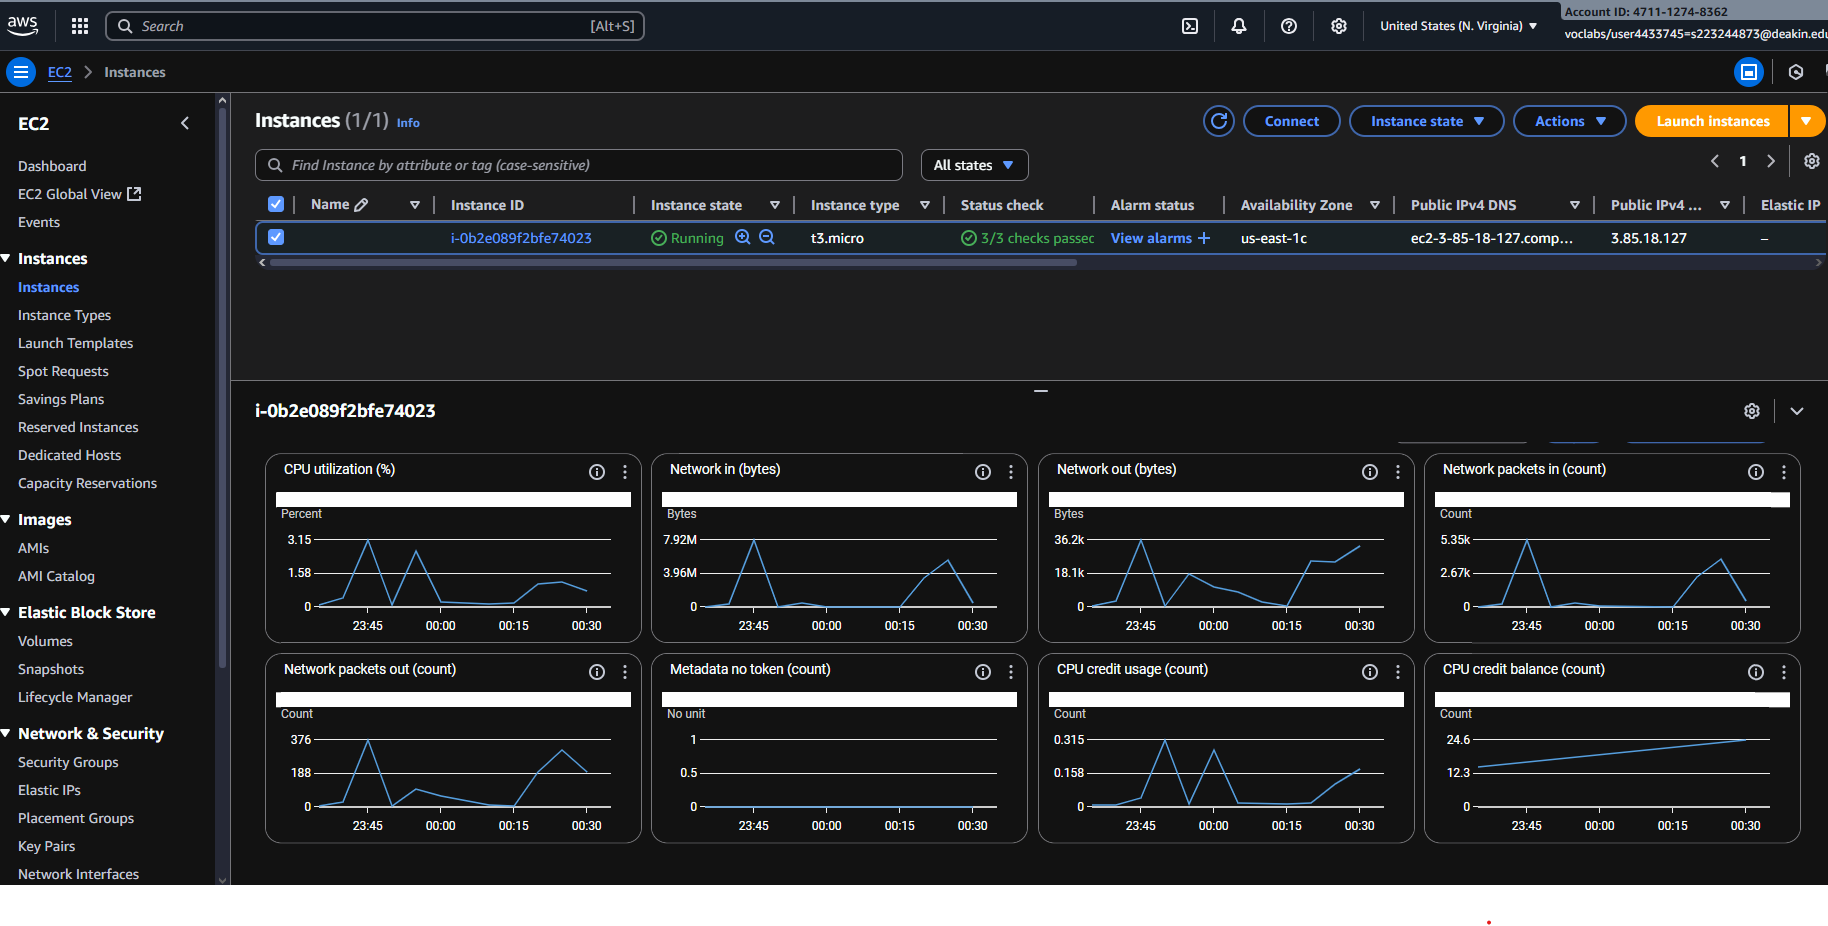 aws
Search [Alt+S]
United States (N. Virginia)
Account ID: 4711-1274-8362
voclabs/user4433745=s223244873@deakin.edu
EC2 Instances
EC2
Dashboard
EC2 Global View
Events
Instances
Instances
Instance Types
Launch Templates
Spot Requests
Savings Plans
Reserved Instances
Dedicated Hosts
Capacity Reservations
Images
AMIs
AMI Catalog
Elastic Block Store
Volumes
Snapshots
Lifecycle Manager
Network & Security
Security Groups
Elastic IPs
Placement Groups
Key Pairs
Network Interfaces
Instances (1/1) Info
Connect
Instance state
Actions
Launch instances
Find Instance by attribute or tag (case-sensitive)
All states
1
Name Instance ID Instance state Instance type Status check Alarm status Availability Zone Public IPv4 DNS Public IPv4 ... Elastic IP
i-0b2e089f2bfe74023 Running t3.micro 3/3 checks passed View alarms + us-east-1c ec2-3-85-18-127.comp... 3.85.18.127 –
i-0b2e089f2bfe74023
CPU utilization (%)
Percent
3.15
1.58
0
23:45 00:00 00:15 00:30
Network in (bytes)
Bytes
7.92M
3.96M
0
23:45 00:00 00:15 00:30
Network out (bytes)
Bytes
36.2k
18.1k
0
23:45 00:00 00:15 00:30
Network packets in (count)
Count
5.35k
2.67k
0
23:45 00:00 00:15 00:30
Network packets out (count)
Count
376
188
0
23:45 00:00 00:15 00:30
Metadata no token (count)
No unit
1
0.5
0
23:45 00:00 00:15 00:30
CPU credit usage (count)
Count
0.315
0.158
0
23:45 00:00 00:15 00:30
CPU credit balance (count)
Count
24.6
12.3
0
23:45 00:00 00:15 00:30